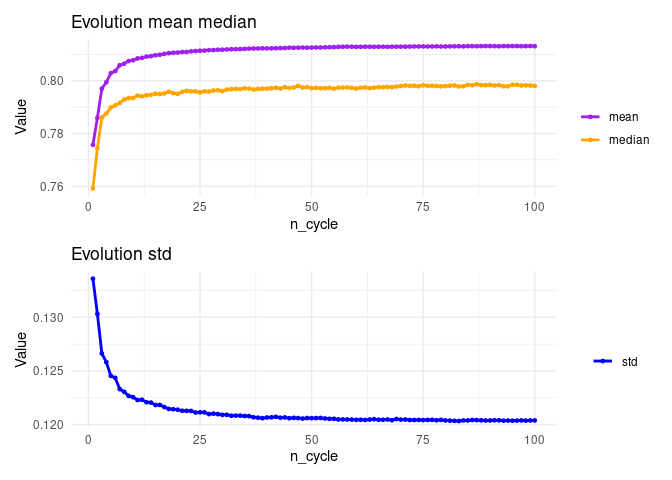 Evolution mean median
Value
0.80
0.78
0.76
0 25 50 75 100
n_cycle
mean
median
Evolution std
Value
0.130
0.125
0.120
0 25 50 75 100
n_cycle
std